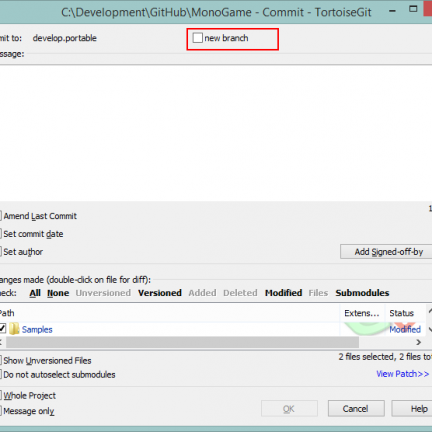 C:\Development\GitHub\MonoGame - Commit - TortoiseGit
mit to: develop.portable new branch
essage:
Amend Last Commit
Set commit date
Set author Add Signed-off-by
anges made (double-click on file for diff):
heck: All None Unversioned Versioned Added Deleted Modified Files Submodules
Path Extens... Status
Samples Modified
Show Unversioned Files 2 files selected, 2 files to
Do not autoselect submodules View Patch>>
Whole Project
Message only OK Cancel Help